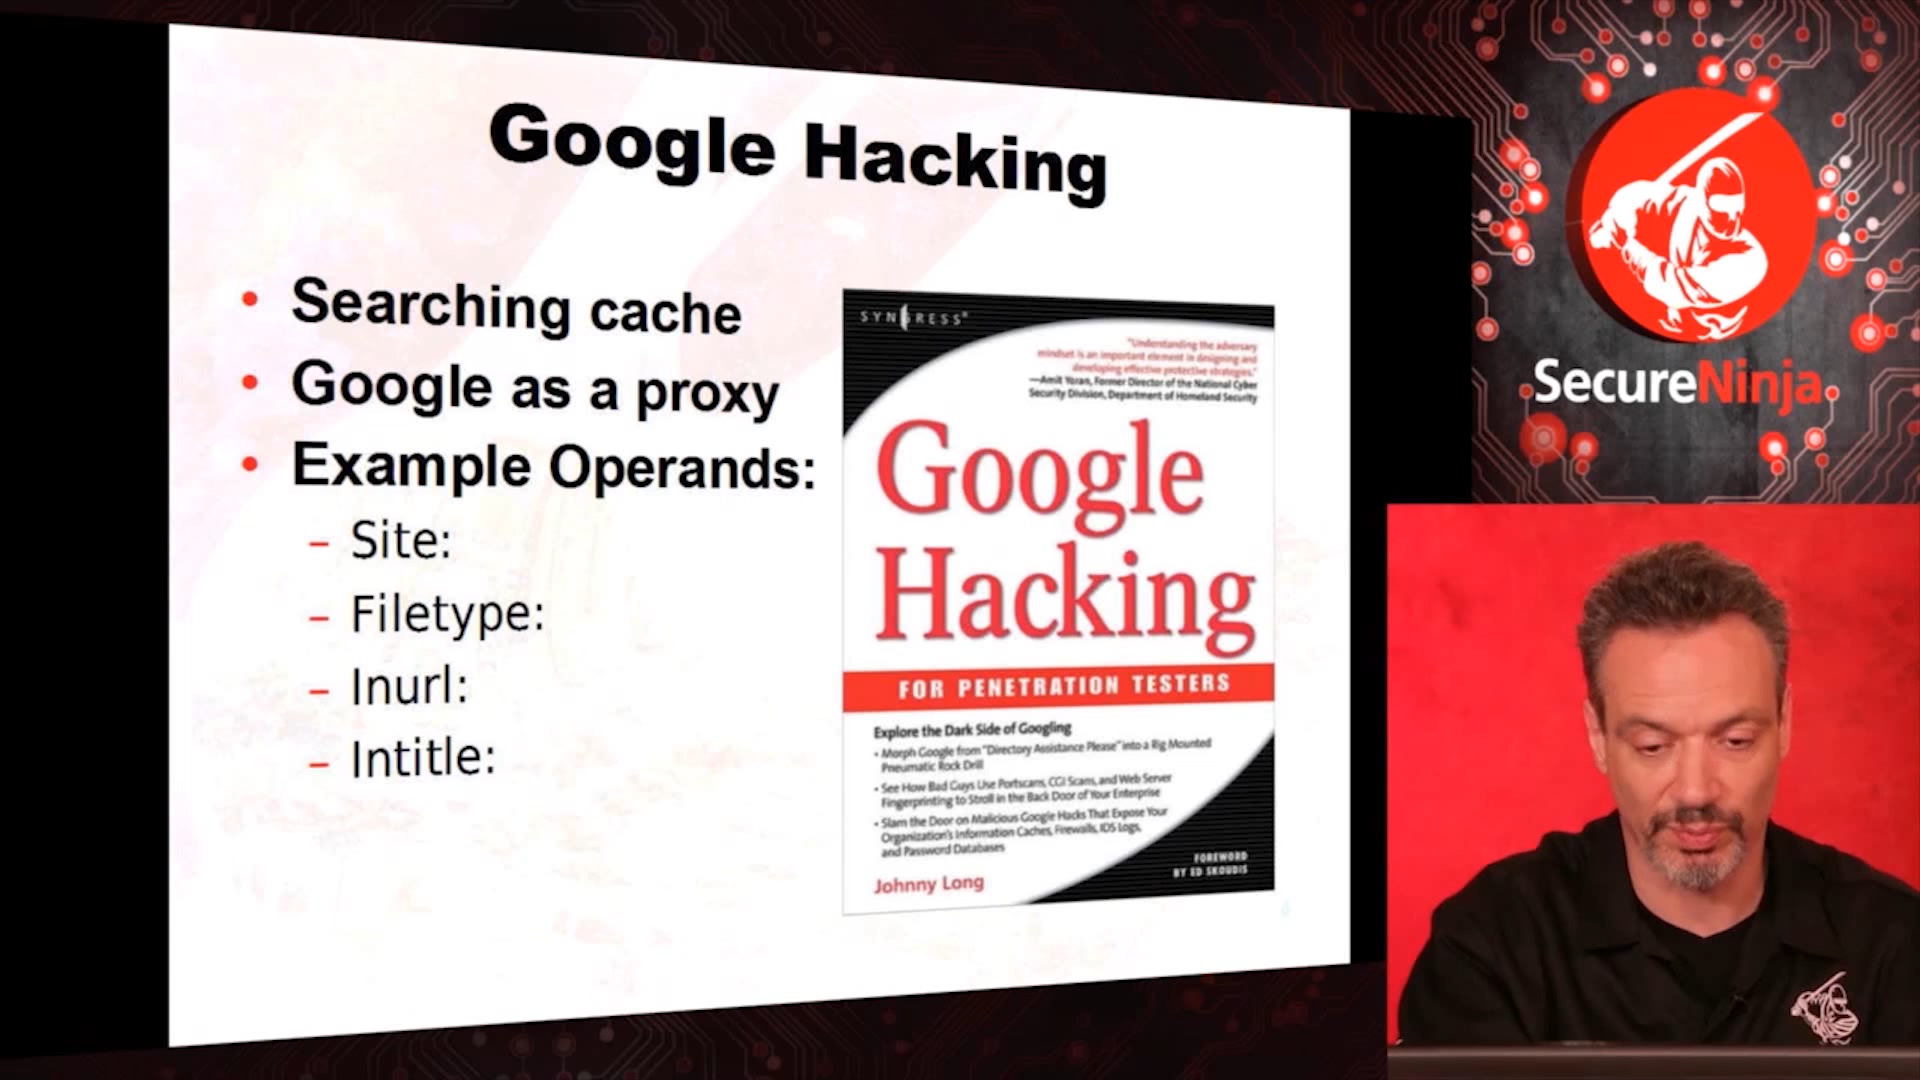 Google Hacking
• Searching cache
• Google as a proxy
• Example Operands:
– Site:
– Filetype:
– Inurl:
– Intitle:
SYNGRESS®
"Understanding the adversary
mindset is an important element in designing and
developing effective protective strategies."
—Amit Yoran, Former Director of the National Cyber
Security Division, Department of Homeland Security
Google
Hacking
FOR PENETRATION TESTERS
Explore the Dark Side of Googling
• Morph Google from "Directory Assistance Please" into a Rig Mounted
Pneumatic Rock Drill
• See How Bad Guys Use Portscans, CGI Scans, and Web Server
Fingerprinting to Stroll in the Back Door of Your Enterprise
• Slam the Door on Malicious Google Hacks That Expose Your
Organization's Information Caches, Firewalls, IDS Logs,
and Password Databases
Johnny Long
FOREWORD
BY ED SKOUDIS
SecureNinja